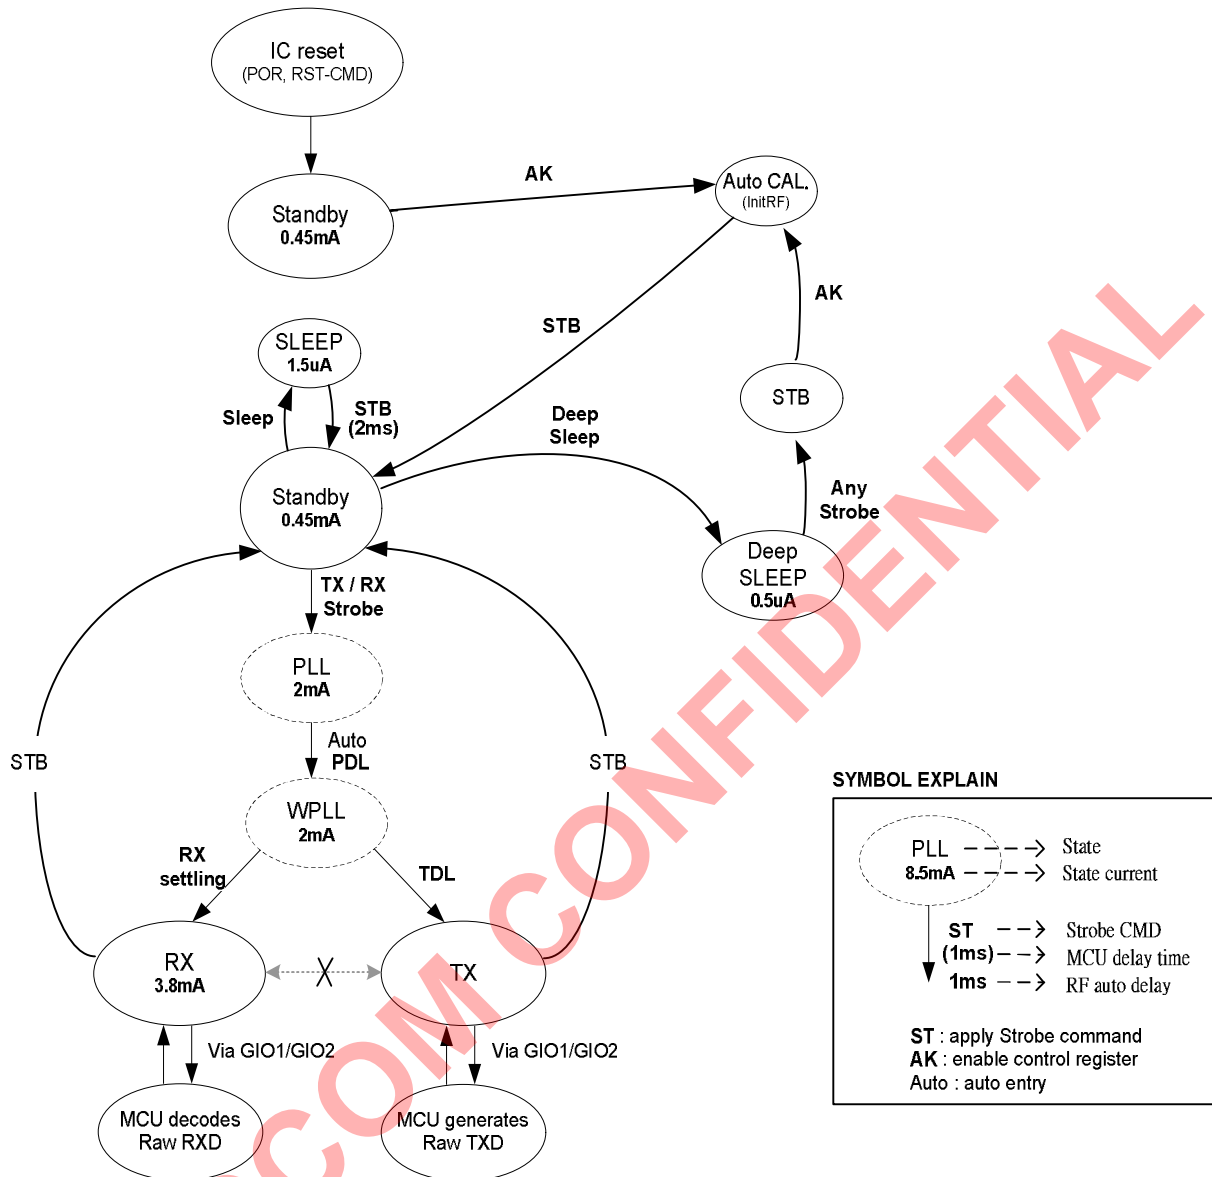 IC reset
(POR, RST-CMD)
Standby
0.45mA
AK
Auto CAL.
(InitRF)
SLEEP
1.5uA
Sleep
STB
(2ms)
STB
AK
STB
Deep
Sleep
Any
Strobe
Standby
0.45mA
Deep
SLEEP
0.5uA
TX / RX
Strobe
PLL
2mA
STB
Auto
PDL
STB
WPLL
2mA
RX
settling
TDL
RX
3.8mA
X
TX
Via GIO1/GIO2
Via GIO1/GIO2
MCU decodes
Raw RXD
MCU generates
Raw TXD
SYMBOL EXPLAIN
PLL
8.5mA
State
State current
ST
(1ms)
1ms
Strobe CMD
MCU delay time
RF auto delay
ST : apply Strobe command
AK : enable control register
Auto : auto entry
COM CONFIDENTIAL